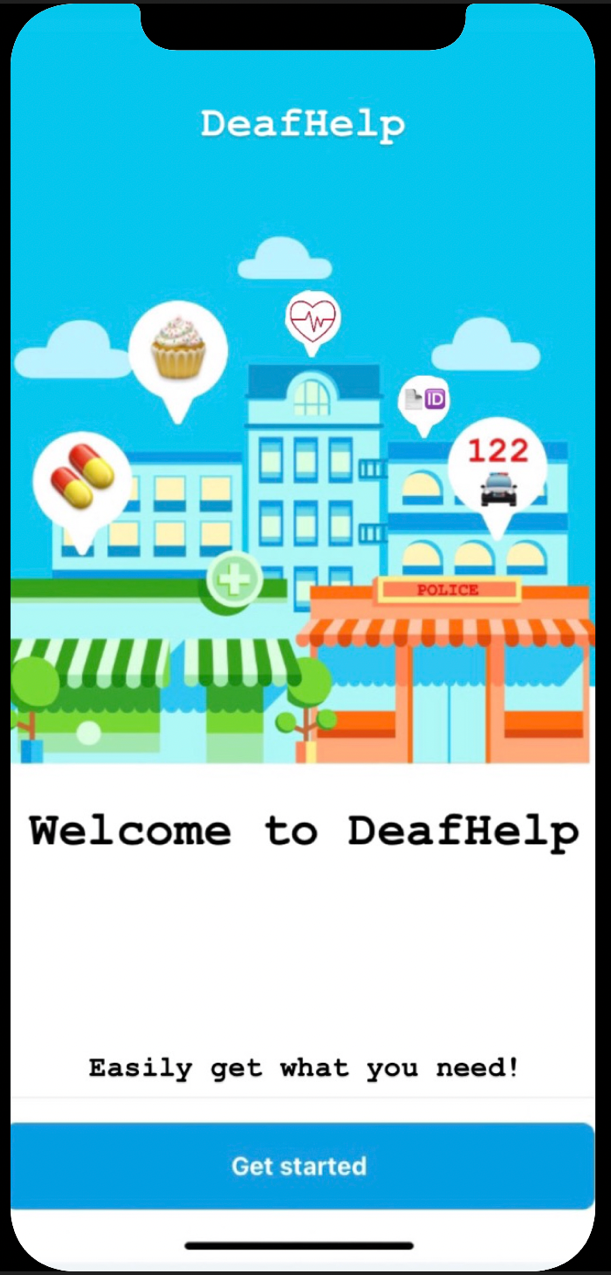 DeafHelp
ID
122
POLICE
Welcome to DeafHelp
Easily get what you need!
Get started